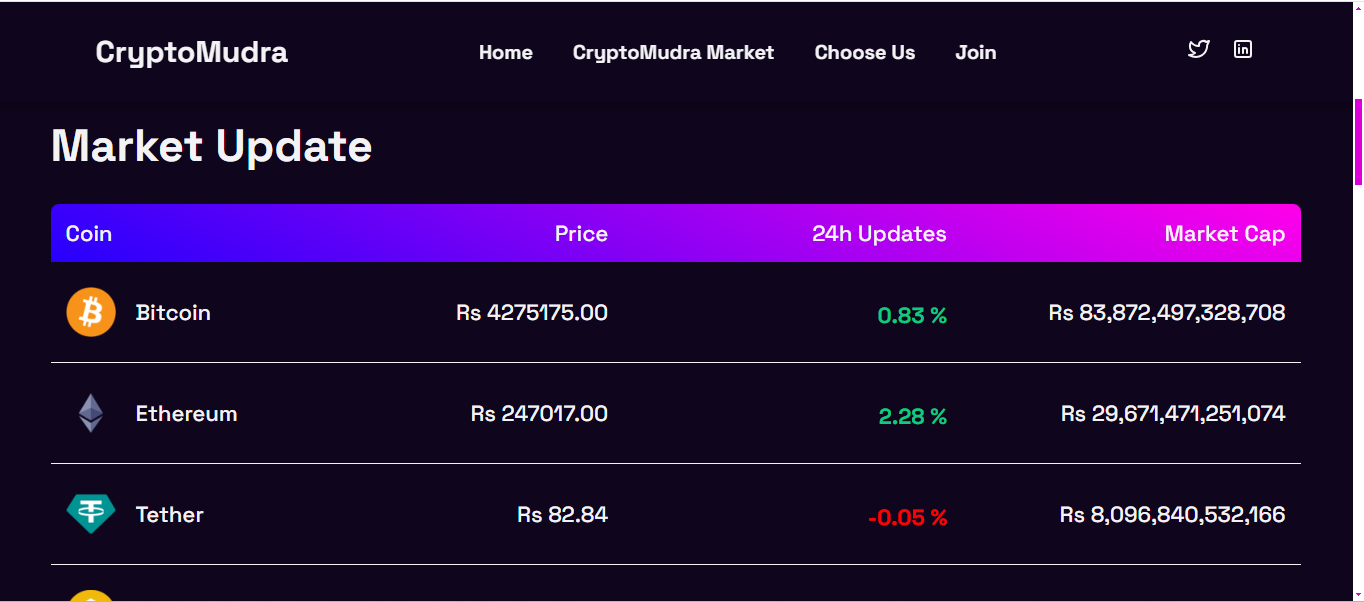 CryptoMudra Home CryptoMudra Market Choose Us Join
Market Update
Coin Price 24h Updates Market Cap
Bitcoin Rs 4275175.00 0.83 % Rs 83,872,497,328,708
Ethereum Rs 247017.00 2.28 % Rs 29,671,471,251,074
Tether Rs 82.84 -0.05 % Rs 8,096,840,532,166